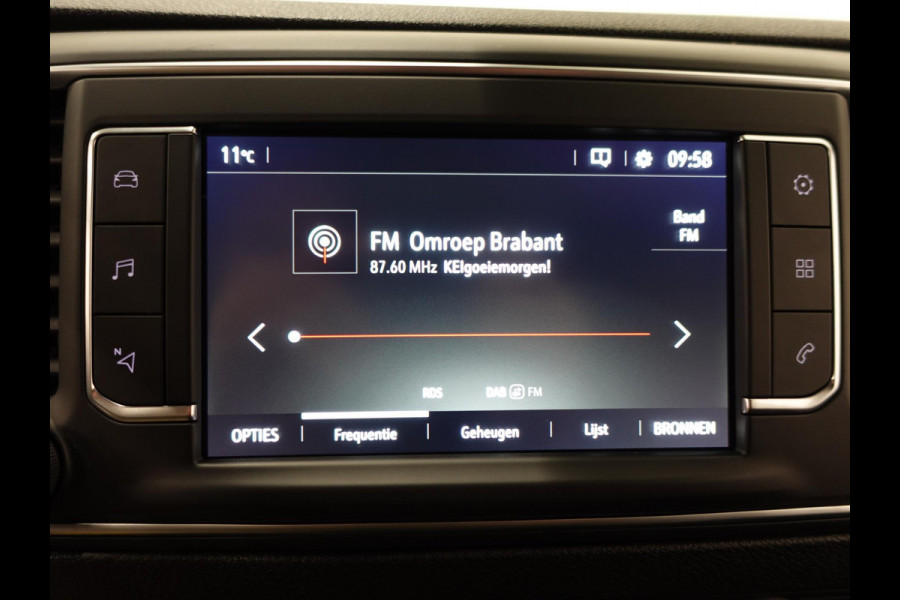 11°C
09:58
Band
FM
FM Omroep Brabant
87.60 MHz KEIgoeiemorgen!
RDS DAB FM
OPTIES Frequentie Geheugen Lijst BRONNEN
N